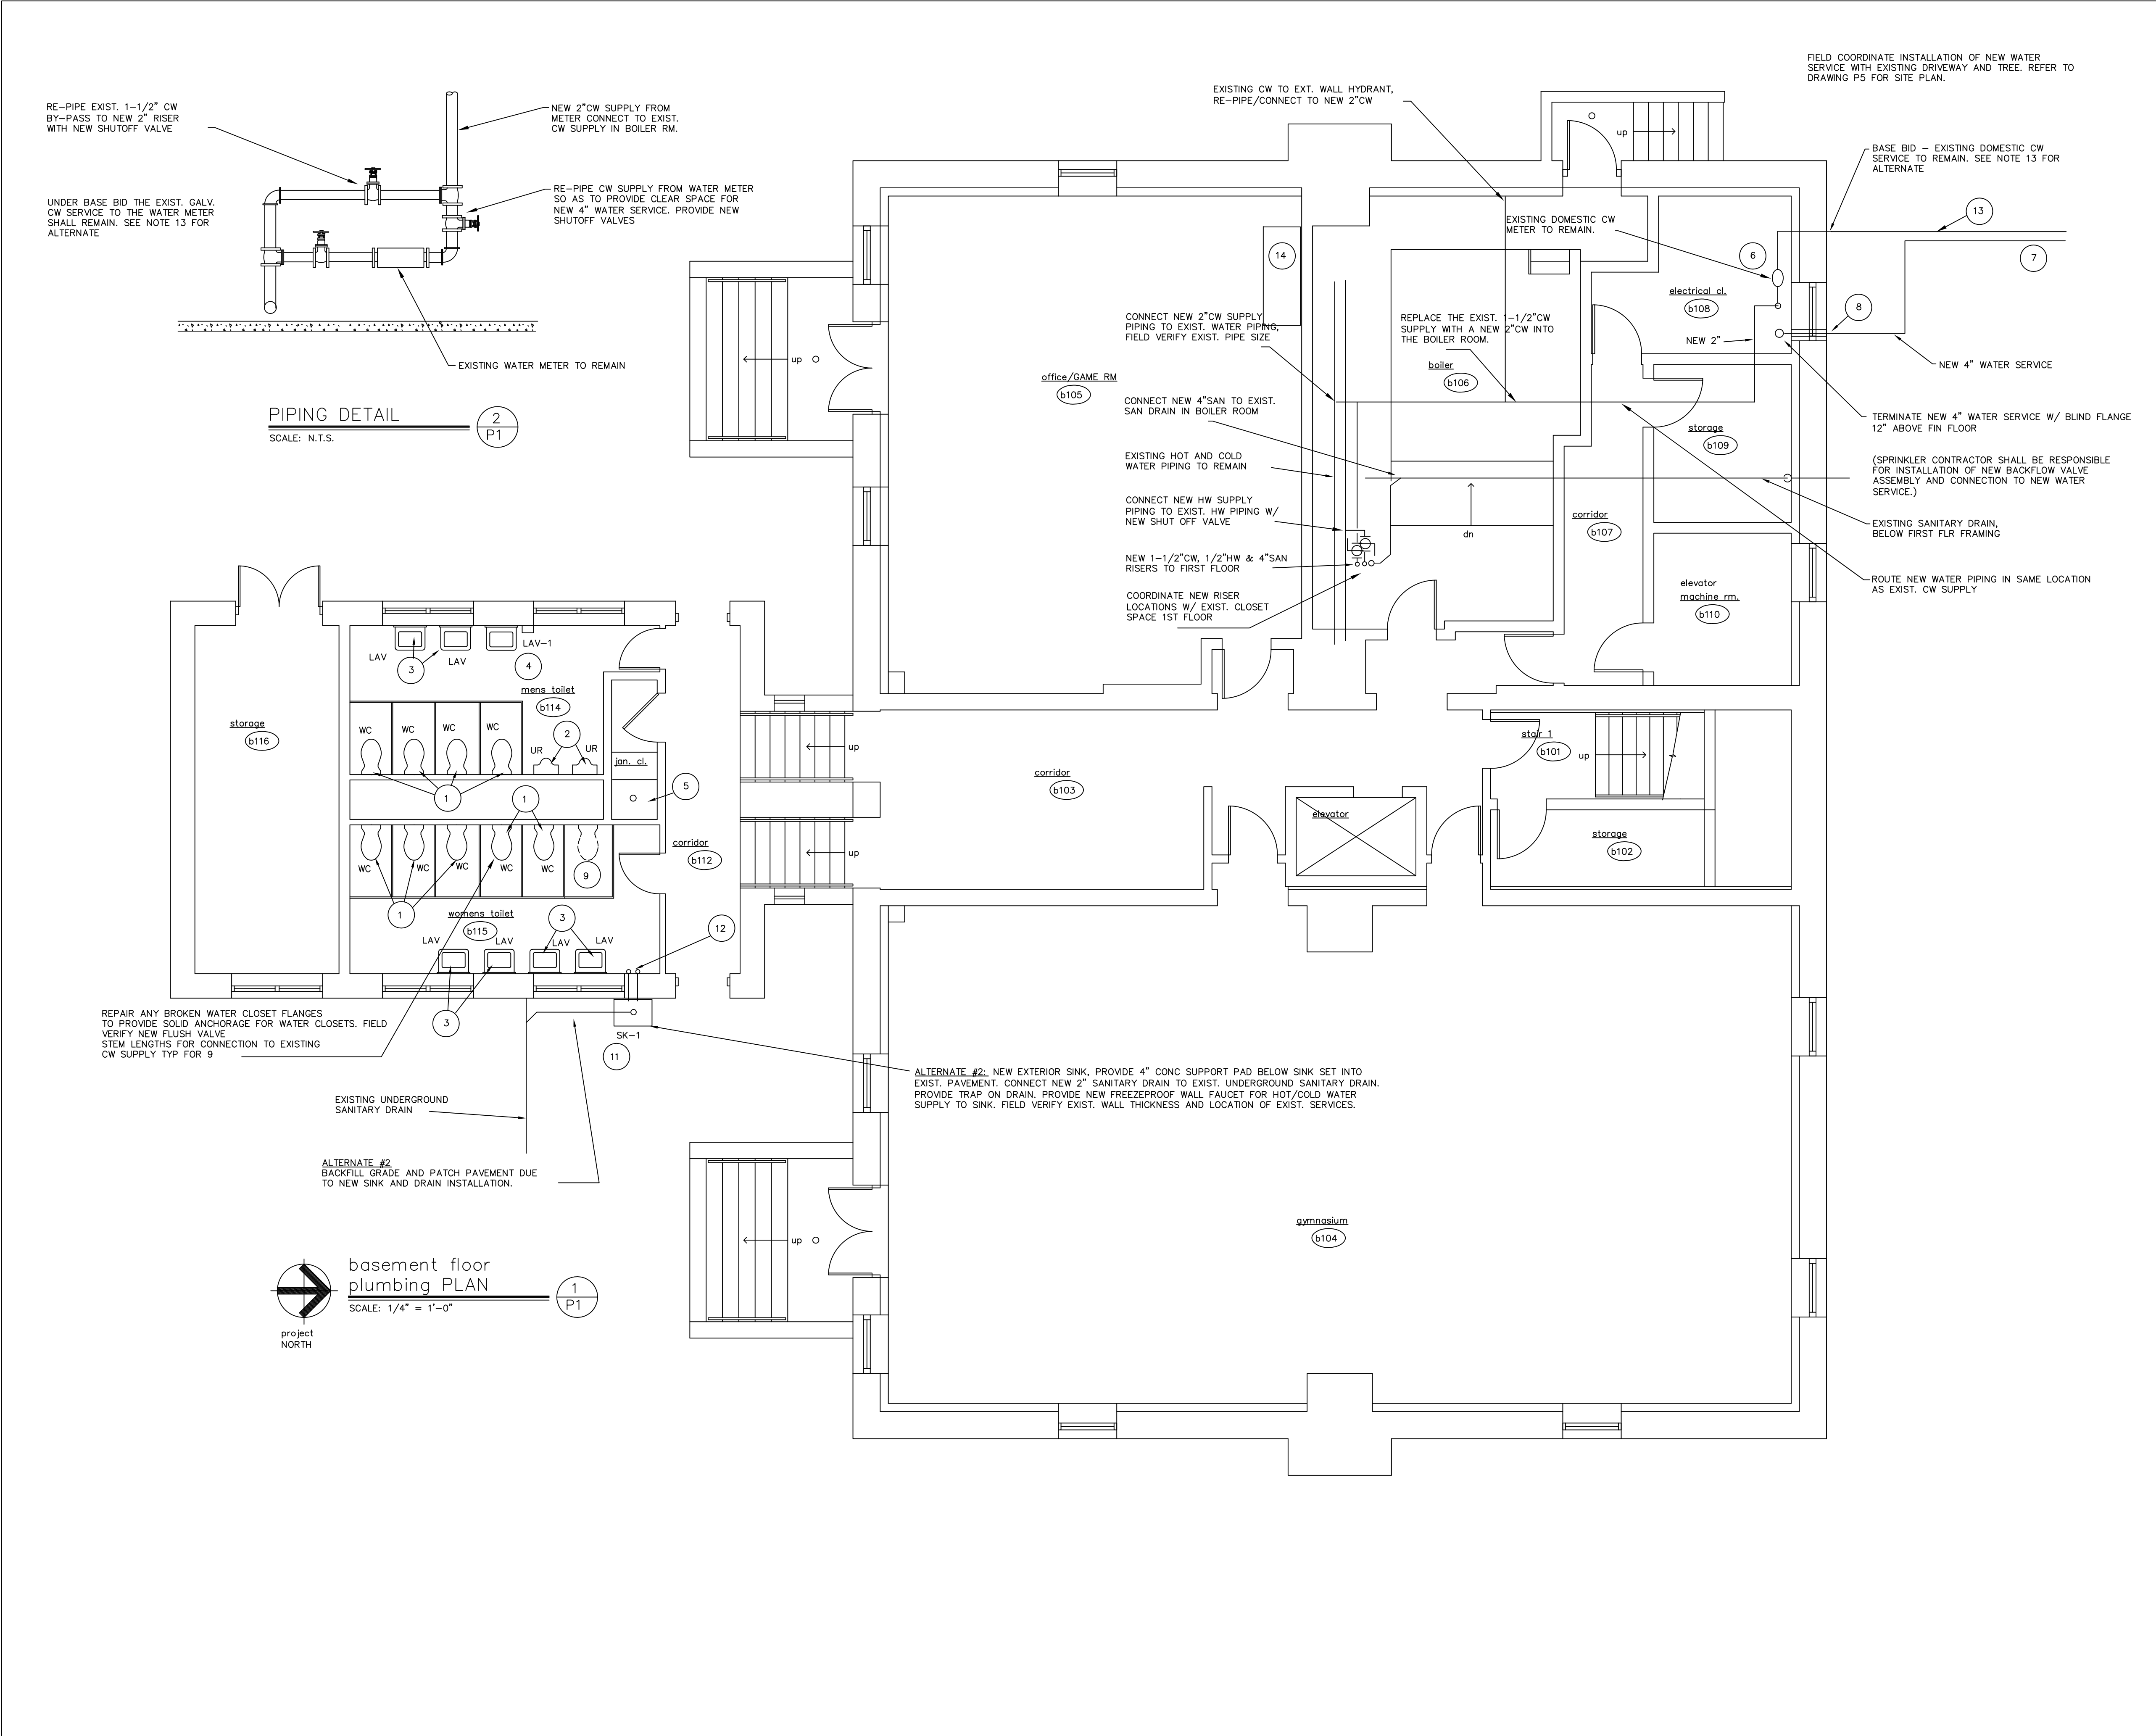 RE-PIPE EXIST. 1-1/2" CW
BY-PASS TO NEW 2" RISER
WITH NEW SHUTOFF VALVE
NEW 2"CW SUPPLY FROM
METER CONNECT TO EXIST.
CW SUPPLY IN BOILER RM.
UNDER BASE BID THE EXIST. GALV.
CW SERVICE TO THE WATER METER
SHALL REMAIN. SEE NOTE 13 FOR
ALTERNATE
RE-PIPE CW SUPPLY FROM WATER METER
SO AS TO PROVIDE CLEAR SPACE FOR
NEW 4" WATER SERVICE. PROVIDE NEW
SHUTOFF VALVES
EXISTING WATER METER TO REMAIN
PIPING DETAIL
SCALE: N.T.S.
2
P1
FIELD COORDINATE INSTALLATION OF NEW WATER
SERVICE WITH EXISTING DRIVEWAY AND TREE. REFER TO
DRAWING P5 FOR SITE PLAN.
EXISTING CW TO EXT. WALL HYDRANT,
RE-PIPE/CONNECT TO NEW 2"CW
up
BASE BID - EXISTING DOMESTIC CW
SERVICE TO REMAIN. SEE NOTE 13 FOR
ALTERNATE
EXISTING DOMESTIC CW
METER TO REMAIN.
13
14
6
7
electrical cl.
b108
8
NEW 2"
NEW 4" WATER SERVICE
CONNECT NEW 2"CW SUPPLY
PIPING TO EXIST. WATER PIPING,
FIELD VERIFY EXIST. PIPE SIZE
REPLACE THE EXIST. 1-1/2"CW
SUPPLY WITH A NEW 2"CW INTO
THE BOILER ROOM.
boiler
b106
up
office/GAME RM
b105
CONNECT NEW 4"SAN TO EXIST.
SAN DRAIN IN BOILER ROOM
storage
b109
TERMINATE NEW 4" WATER SERVICE W/ BLIND FLANGE
12" ABOVE FIN FLOOR
EXISTING HOT AND COLD
WATER PIPING TO REMAIN
(SPRINKLER CONTRACTOR SHALL BE RESPONSIBLE
FOR INSTALLATION OF NEW BACKFLOW VALVE
ASSEMBLY AND CONNECTION TO NEW WATER
SERVICE.)
CONNECT NEW HW SUPPLY
PIPING TO EXIST. HW PIPING W/
NEW SHUT OFF VALVE
dn
corridor
b107
EXISTING SANITARY DRAIN,
BELOW FIRST FLR FRAMING
NEW 1-1/2"CW, 1/2"HW & 4"SAN
RISERS TO FIRST FLOOR
elevator
machine rm.
b110
ROUTE NEW WATER PIPING IN SAME LOCATION
AS EXIST. CW SUPPLY
COORDINATE NEW RISER
LOCATIONS W/ EXIST. CLOSET
SPACE 1ST FLOOR
LAV
3
LAV
LAV-1
4
mens toilet
b114
storage
b116
WC
WC
WC
WC
UR
2
UR
jan. cl.
1
1
5
up
corridor
b103
stair 1
b101
up
elevator
storage
b102
corridor
b112
up
WC
WC
WC
WC
WC
9
1
womens toilet
b115
3
LAV
LAV
LAV
LAV
12
3
SK-1
11
REPAIR ANY BROKEN WATER CLOSET FLANGES
TO PROVIDE SOLID ANCHORAGE FOR WATER CLOSETS. FIELD
VERIFY NEW FLUSH VALVE
STEM LENGTHS FOR CONNECTION TO EXISTING
CW SUPPLY TYP FOR 9
ALTERNATE #2: NEW EXTERIOR SINK, PROVIDE 4" CONC SUPPORT PAD BELOW SINK SET INTO
EXIST. PAVEMENT. CONNECT NEW 2" SANITARY DRAIN TO EXIST. UNDERGROUND SANITARY DRAIN.
PROVIDE TRAP ON DRAIN. PROVIDE NEW FREEZEPROOF WALL FAUCET FOR HOT/COLD WATER
SUPPLY TO SINK. FIELD VERIFY EXIST. WALL THICKNESS AND LOCATION OF EXIST. SERVICES.
EXISTING UNDERGROUND
SANITARY DRAIN
ALTERNATE #2
BACKFILL GRADE AND PATCH PAVEMENT DUE
TO NEW SINK AND DRAIN INSTALLATION.
up
gymnasium
b104
basement floor
plumbing PLAN
SCALE: 1/4" = 1'-0"
1
P1
project
NORTH